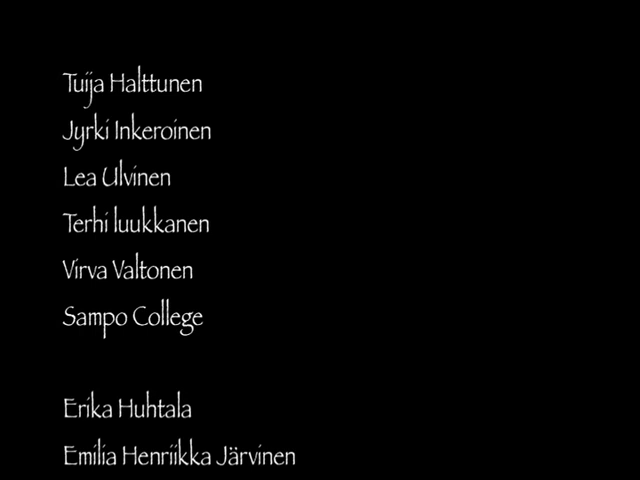 Tuija Halttunen
Jyrki Inkeroinen
Lea Ulvinen
Terhi luukkanen
Virva Valtonen
Sampo College
Erika Huhtala
Emilia Henriikka Järvinen